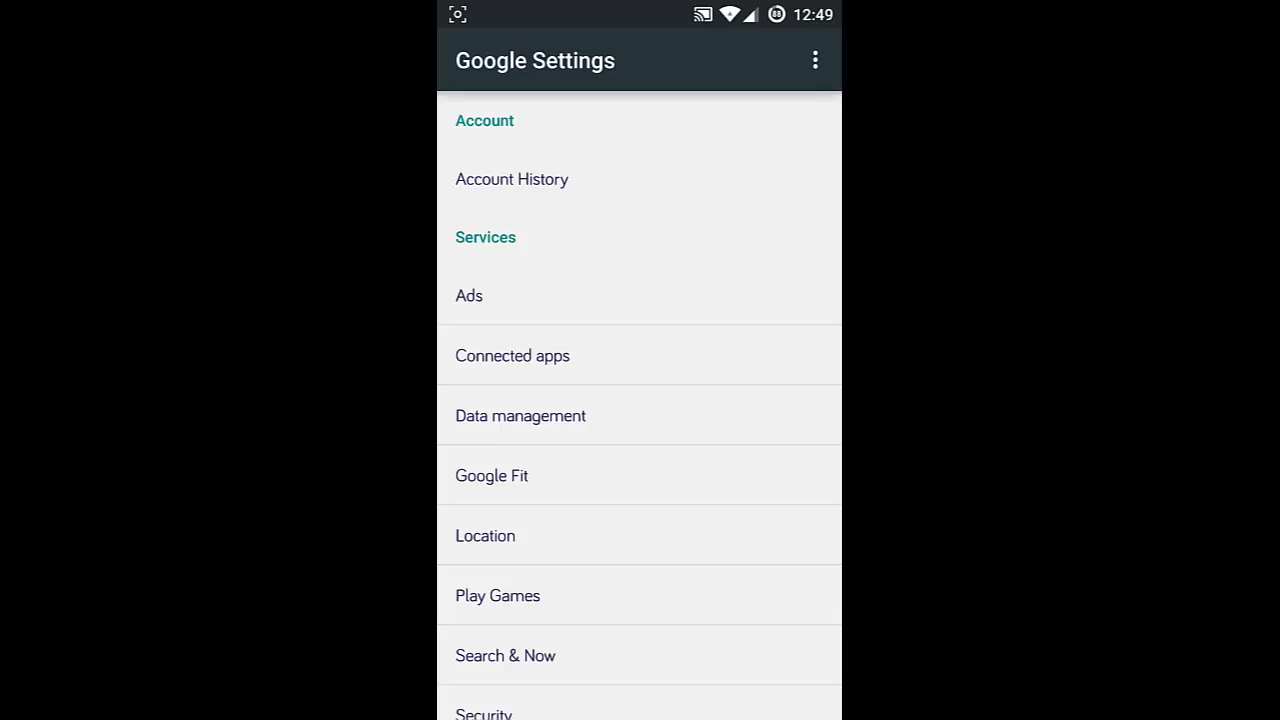 88 12:49
Google Settings
Account
Account History
Services
Ads
Connected apps
Data management
Google Fit
Location
Play Games
Search & Now
Security